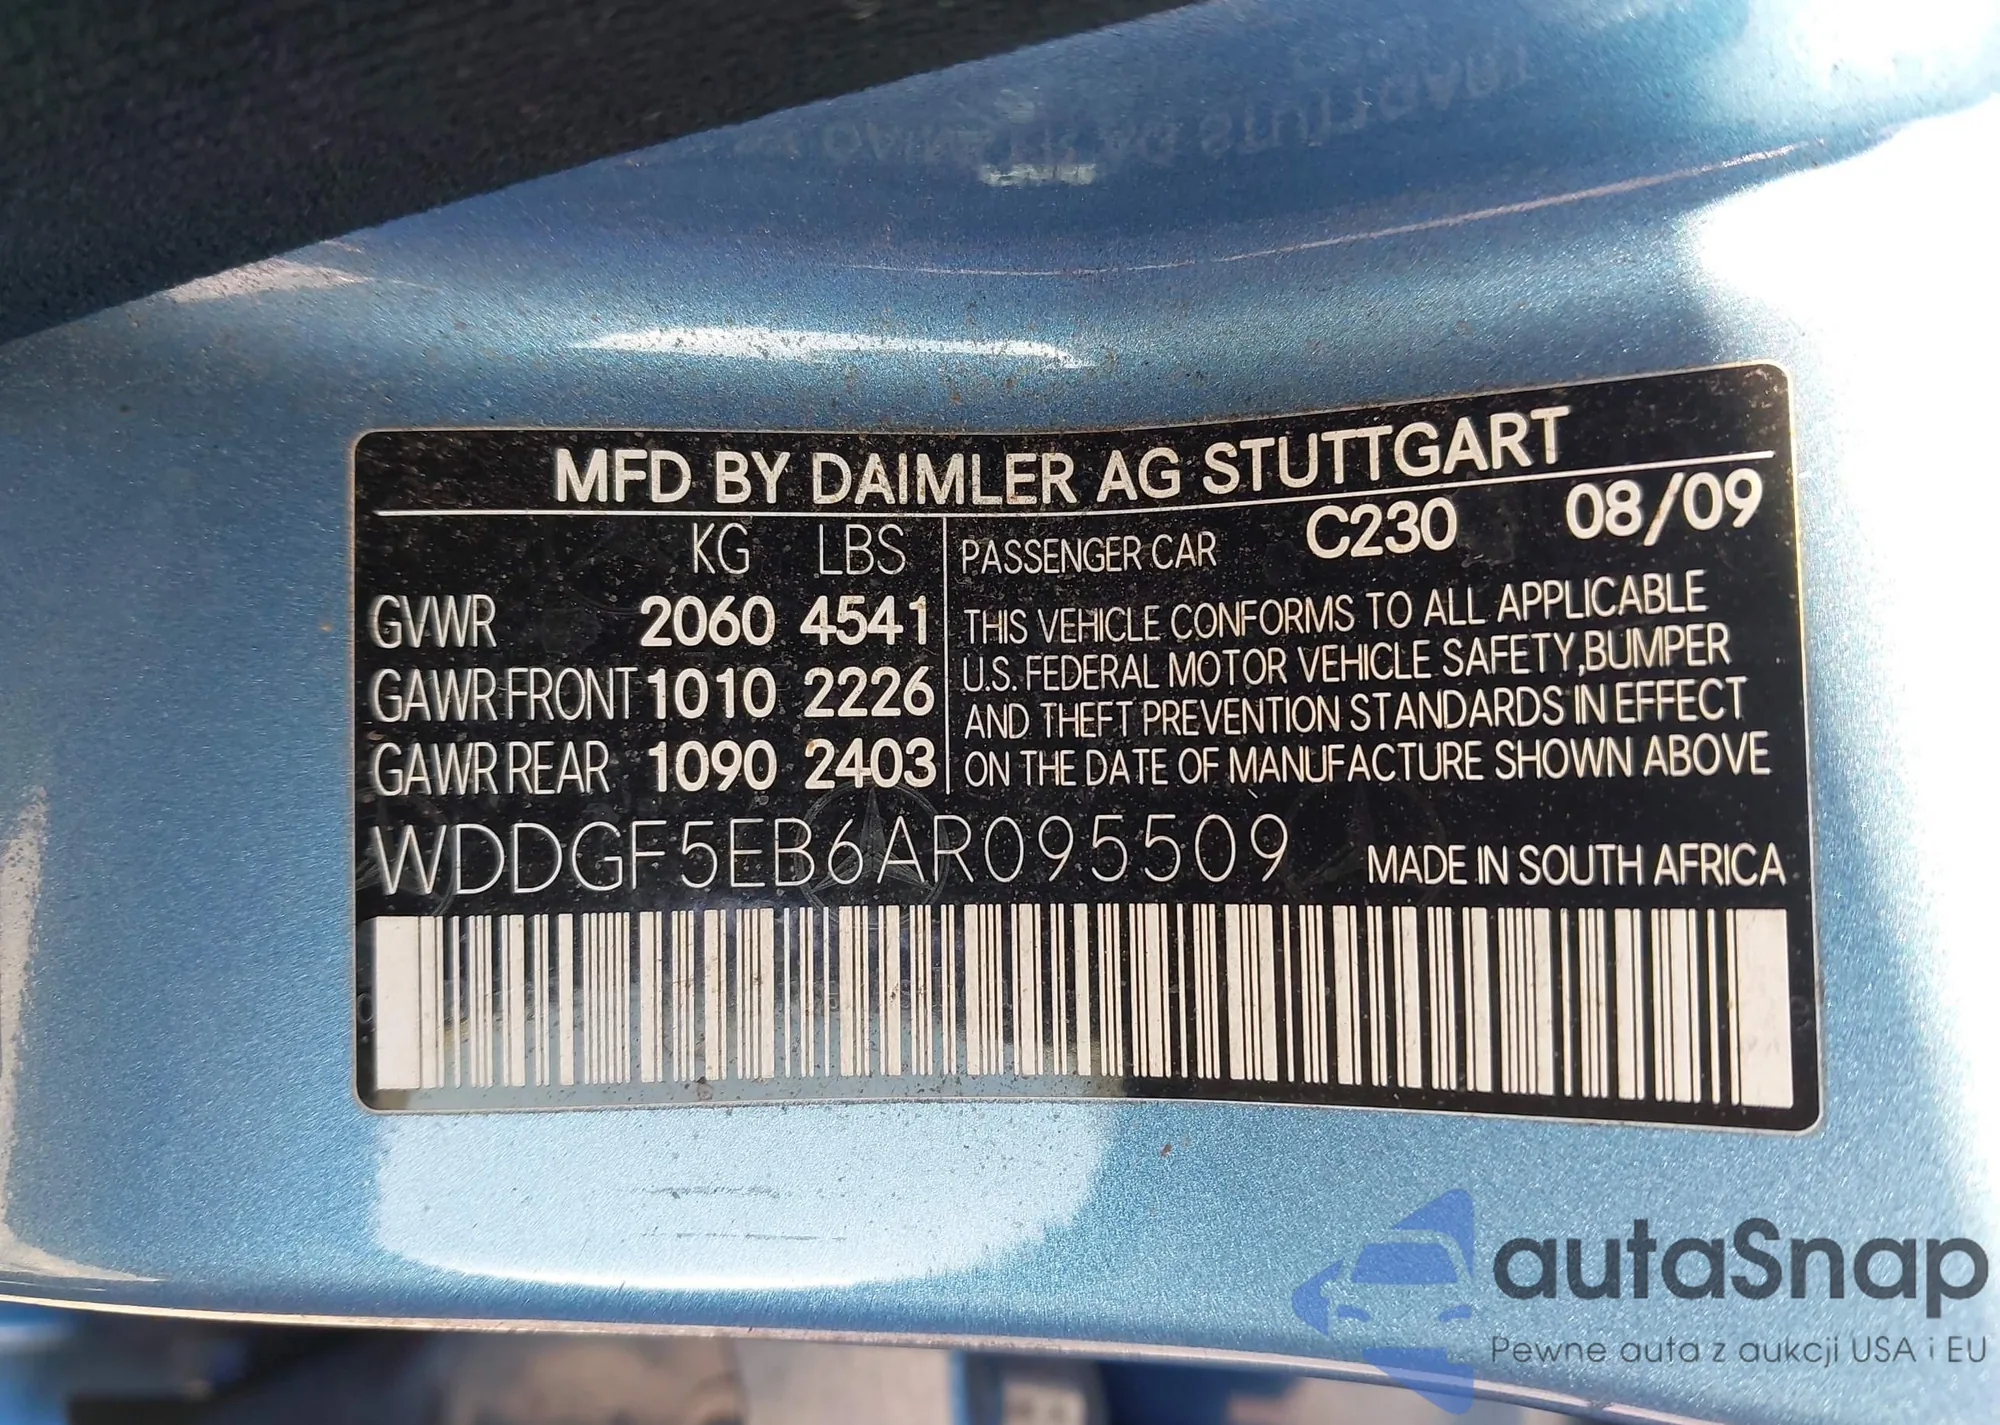 MFD BY DAIMLER AG STUTTGART
KG LBS
GVWR 2060 4541
GAWR FRONT 1010 2226
GAWR REAR 1090 2403
PASSENGER CAR C230 08/09
THIS VEHICLE CONFORMS TO ALL APPLICABLE
U.S. FEDERAL MOTOR VEHICLE SAFETY,BUMPER
AND THEFT PREVENTION STANDARDS IN EFFECT
ON THE DATE OF MANUFACTURE SHOWN ABOVE
WDDGF5EB6AR095509 MADE IN SOUTH AFRICA
autaSnap
Pewne auta z aukcji USA i EU